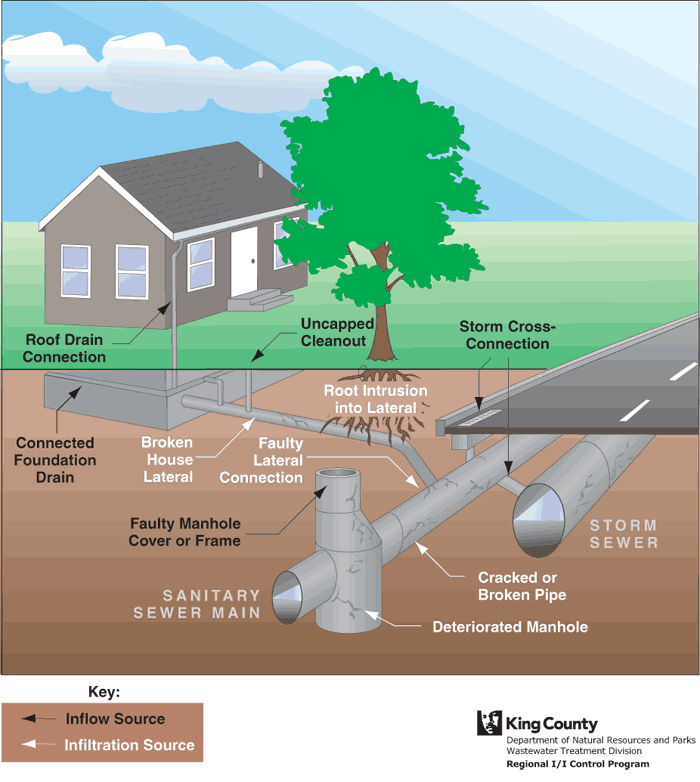 Roof Drain
Connection
Uncapped
Cleanout
Storm Cross-
Connection
Root Intrusion
into Lateral
Connected
Foundation
Drain
Broken
House
Lateral
Faulty
Lateral
Connection
Faulty Manhole
Cover or Frame
STORM
SEWER
SANITARY
SEWER MAIN
Cracked or
Broken Pipe
Deteriorated Manhole
Key:
Inflow Source
Infiltration Source
King County
Department of Natural Resources and Parks
Wastewater Treatment Division
Regional I/I Control Program